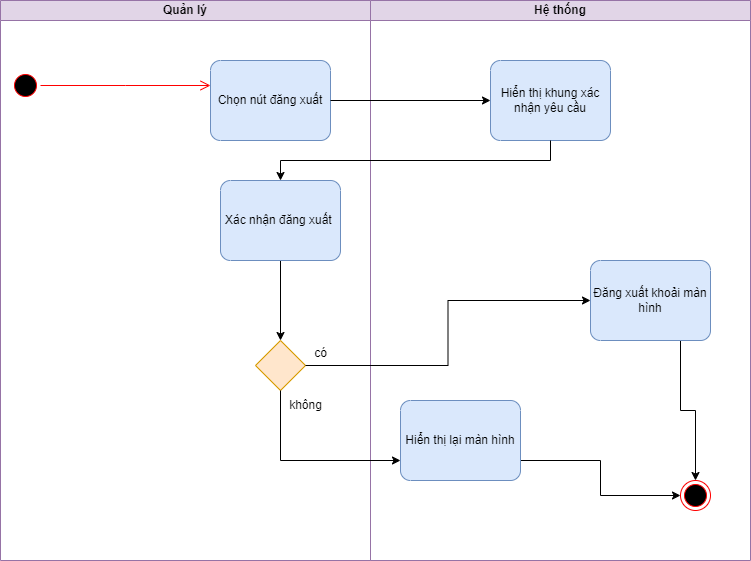 Quản lý
Hệ thống
Chọn nút đăng xuất
Hiển thị khung xác
nhận yêu cầu
Xác nhận đăng xuất
Đăng xuất khoải màn
hình
có
không
Hiển thị lại màn hình